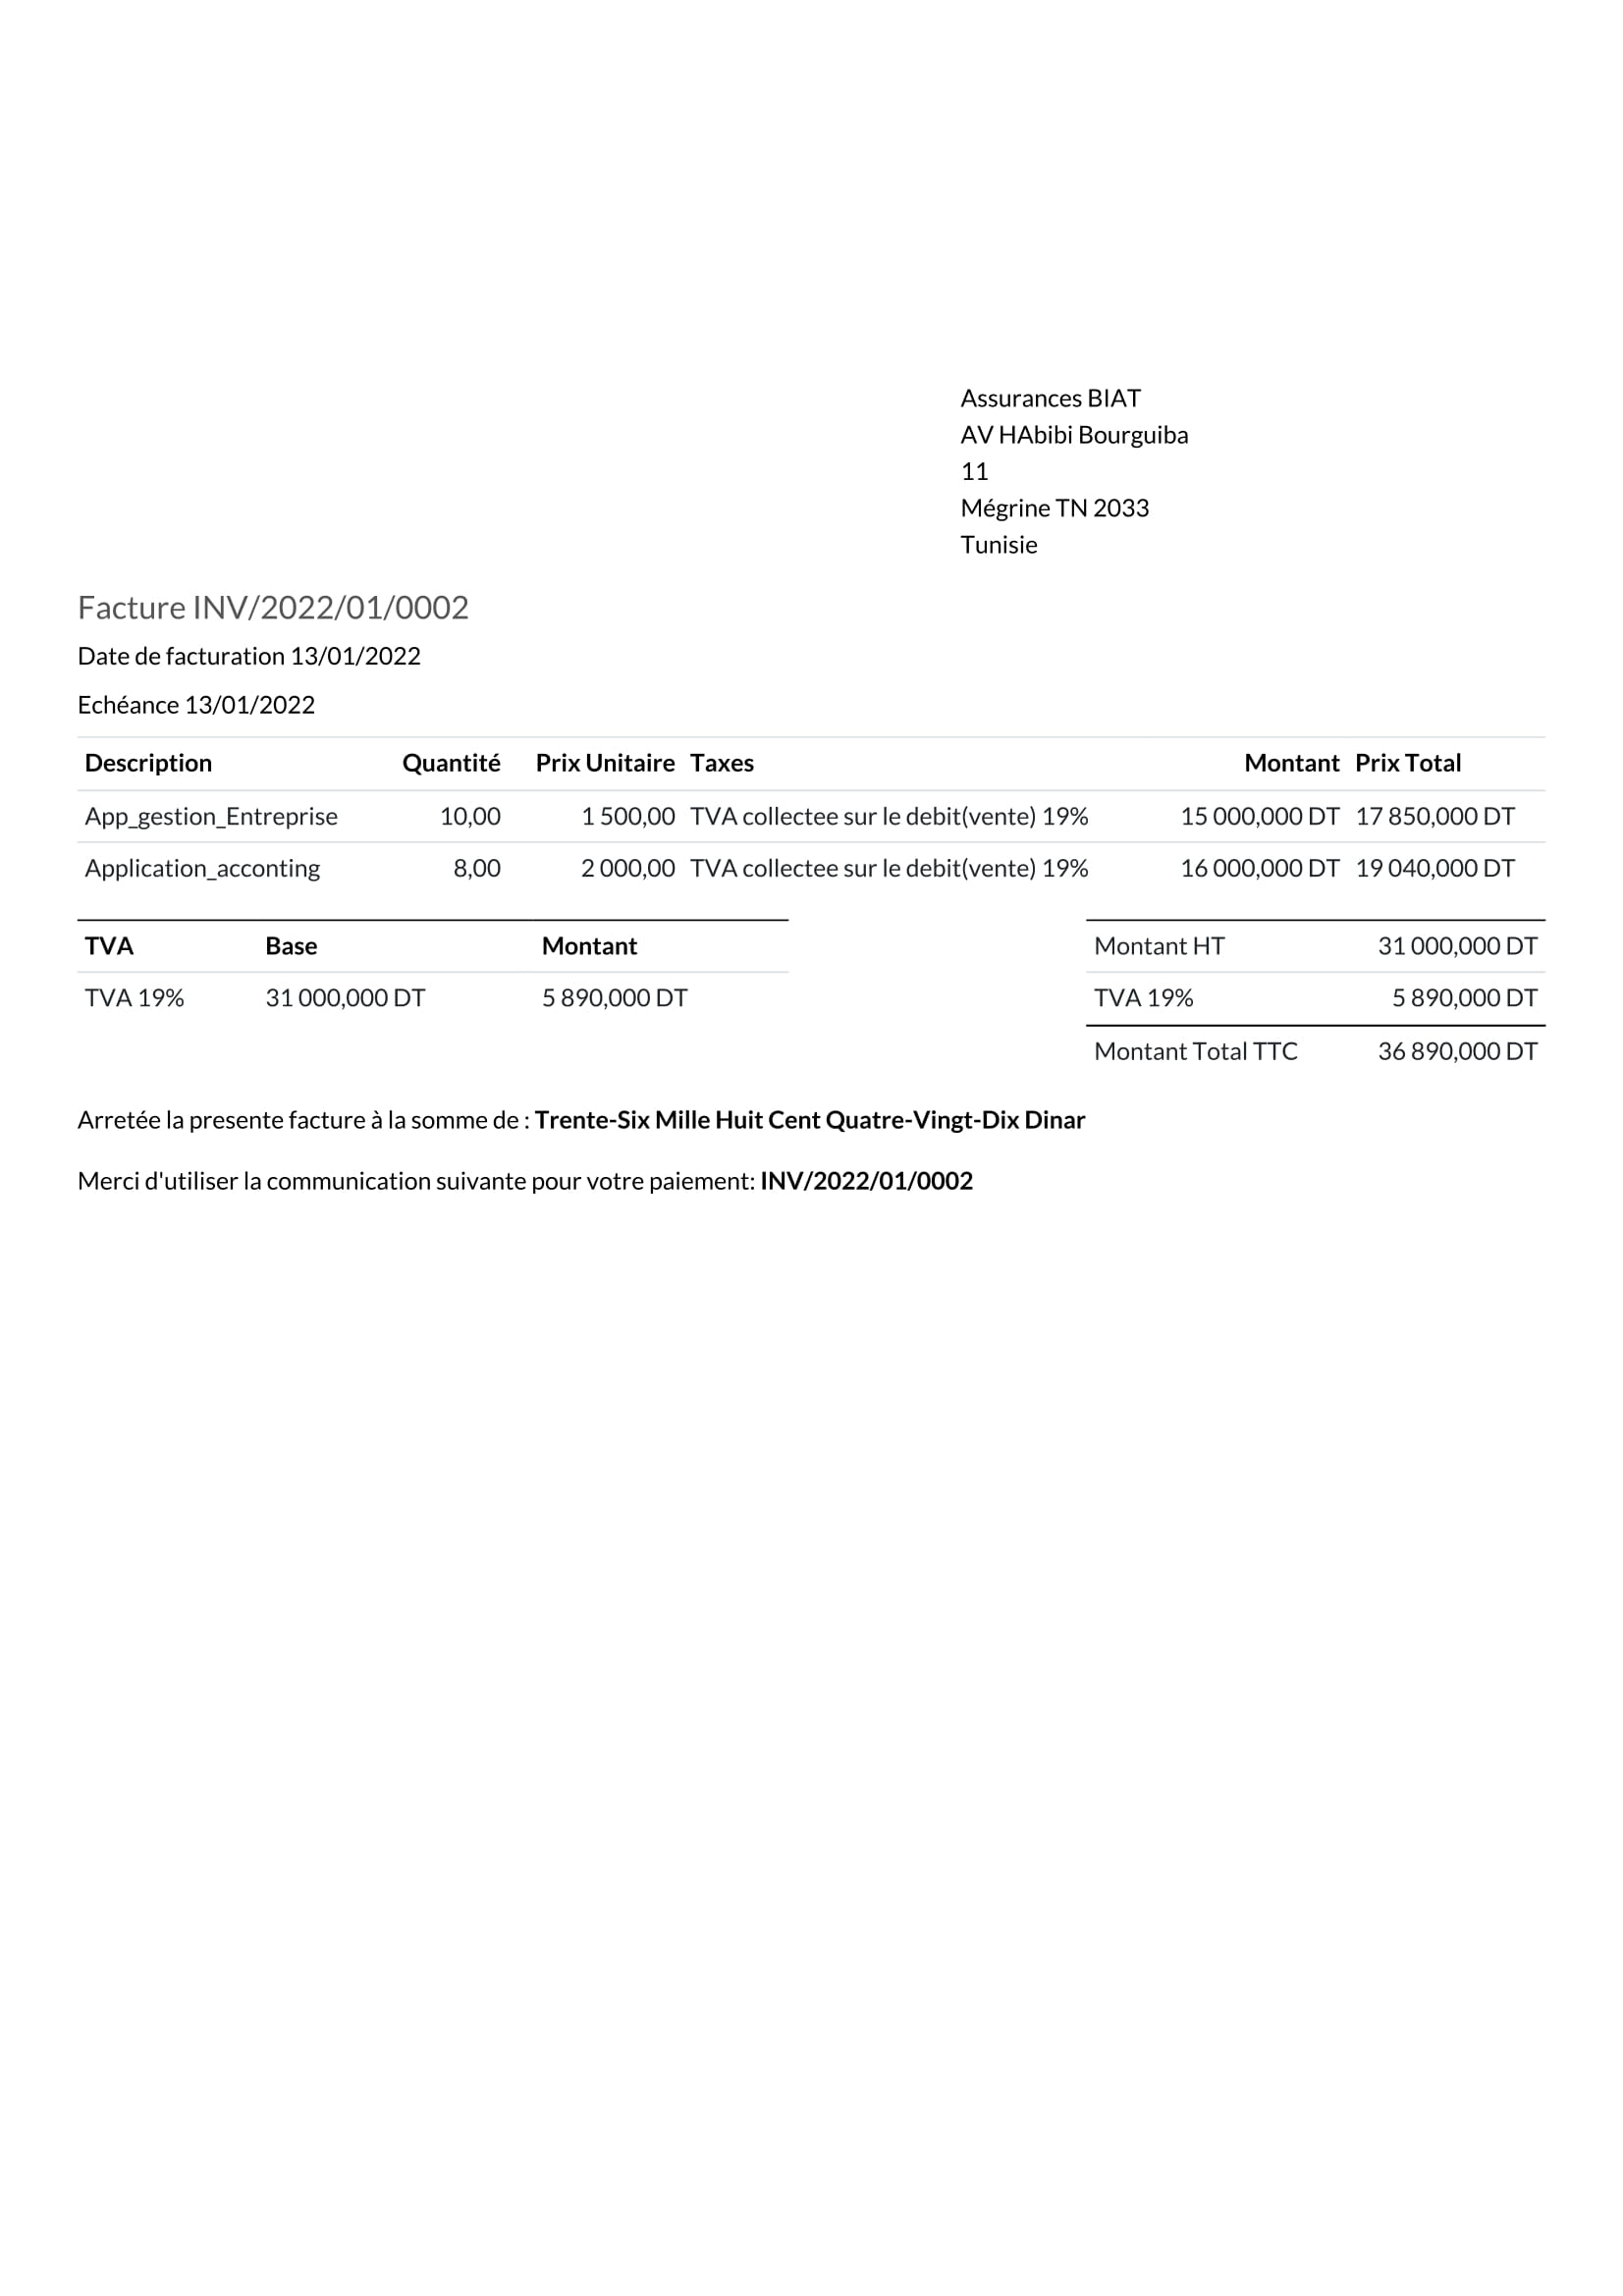 Assurances BIAT
AV HAbibi Bourguiba
11
Mégrine TN 2033
Tunisie
Facture INV/2022/01/0002
Date de facturation 13/01/2022
Echéance 13/01/2022
Description Quantité Prix Unitaire Taxes Montant Prix Total
App_gestion_Entreprise 10,00 1 500,00 TVA collectee sur le debit(vente) 19% 15 000,000 DT 17 850,000 DT
Application_acconting 8,00 2 000,00 TVA collectee sur le debit(vente) 19% 16 000,000 DT 19 040,000 DT
TVA Base Montant
TVA 19% 31 000,000 DT 5 890,000 DT
Montant HT 31 000,000 DT
TVA 19% 5 890,000 DT
Montant Total TTC 36 890,000 DT
Arretée la presente facture à la somme de : Trente-Six Mille Huit Cent Quatre-Vingt-Dix Dinar
Merci d'utiliser la communication suivante pour votre paiement: INV/2022/01/0002